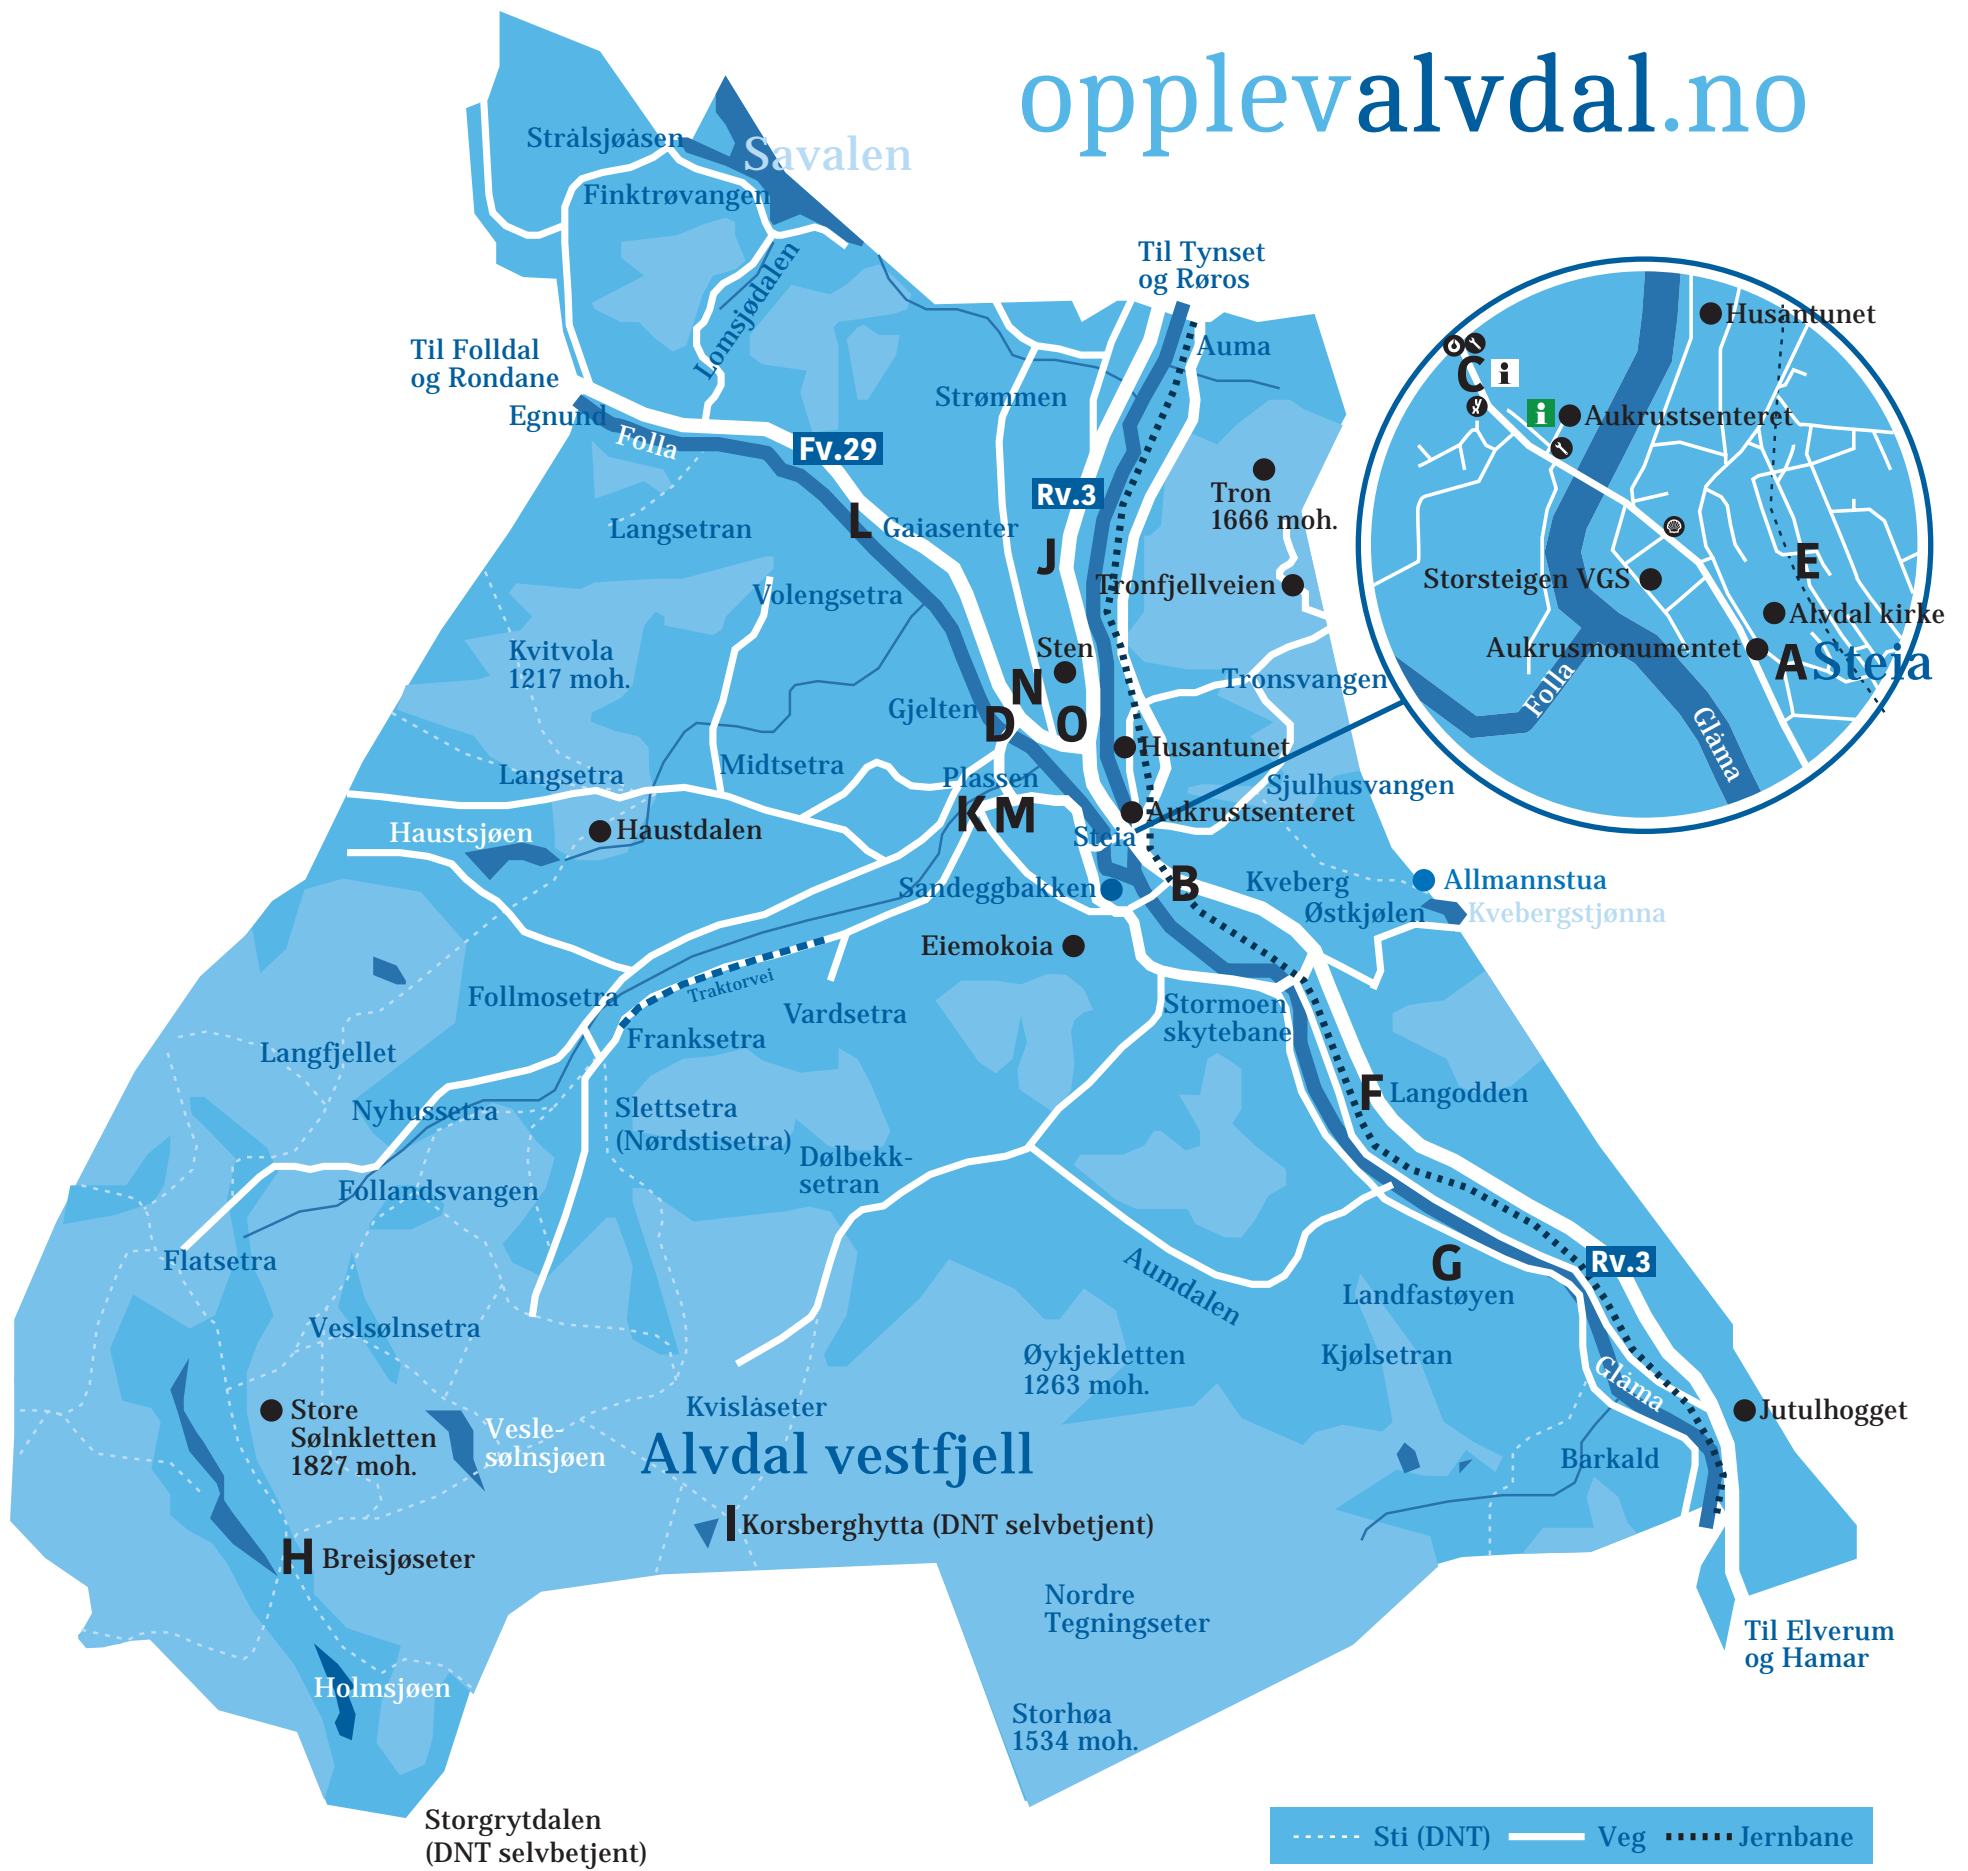 opplevalvdal.no
Strålsjøåsen
Savalen
Finktrøvangen
Lomsjødalen
Til Tynset
og Røros
Til Folldal
og Rondane
Egnund
Folla
Fv.29
Auma
Strømmen
Rv.3
Tron
1666 moh.
L Gaiasenter
Langsetran
J
Tronfjellveien
Volengsetra
Kvitvola
1217 moh.
Sten
N
Tronsvangen
Gjelten
D
O
Husantunet
Midtsetra
Langsetra
Plassen
Sjulhusvangen
K M
Aukrustsenteret
Haustsjøen
Haustdalen
Steia
Sandeggbakken
B
Kveberg
Østkjølen
Allmannstua
Kvebergstjønna
Eiemokoia
Follmosetra
Traktorvei
Vardsetra
Stormoen
skytebane
Franksetra
Langfjellet
F Langodden
Nyhussetra
Slettsetra
(Nørdstisetra)
Dølbekk-
setran
Follandsvangen
Flatsetra
Aumdalen
G
Landfastøyen
Rv.3
Veslsølnsetra
Øykjekletten
1263 moh.
Kjølsetran
Glåma
Store
Sølnkletten
1827 moh.
Vesle-
sølnsjøen
Kvislåseter
Alvdal vestfjell
Jutulhogget
Barkald
I Korsberghytta (DNT selvbetjent)
H Breisjøseter
Nordre
Tegningseter
Til Elverum
og Hamar
Holmsjøen
Storhøa
1534 moh.
Storgrytdalen
(DNT selvbetjent)
Husantunet
C i
i Aukrustsenteret
Storsteigen VGS
E
Alvdal kirke
Aukrusmonumentet
A Steia
Folla
Glåma
Sti (DNT) Veg Jernbane